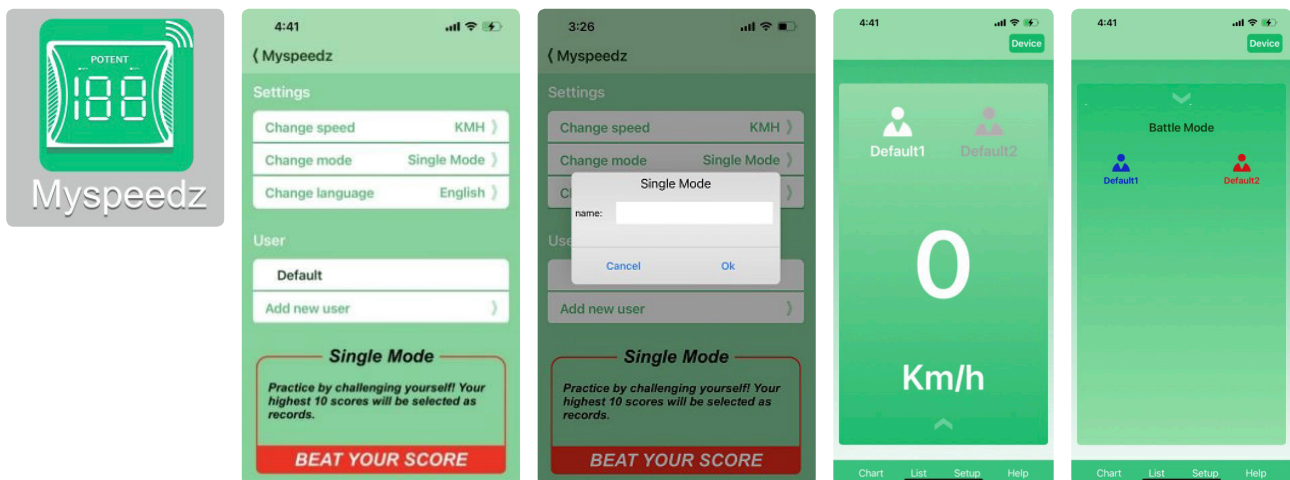 POTENT
188
Myspeedz
4:41
Myspeedz
Settings
Change speed KMH
Change mode Single Mode
Change language English
User
Default
Add new user
Single Mode
Practice by challenging yourself! Your
highest 10 scores will be selected as
records.
BEAT YOUR SCORE
3:26
Myspeedz
Settings
Change speed KMH
Change mode Single Mode
Single Mode
name:
Cancel Ok
Add new user
Single Mode
Practice by challenging yourself! Your
highest 10 scores will be selected as
records.
BEAT YOUR SCORE
4:41
Device
Default1 Default2
0
Km/h
Chart List Setup Help
4:41
Device
Battle Mode
Default1 Default2
Chart List Setup Help